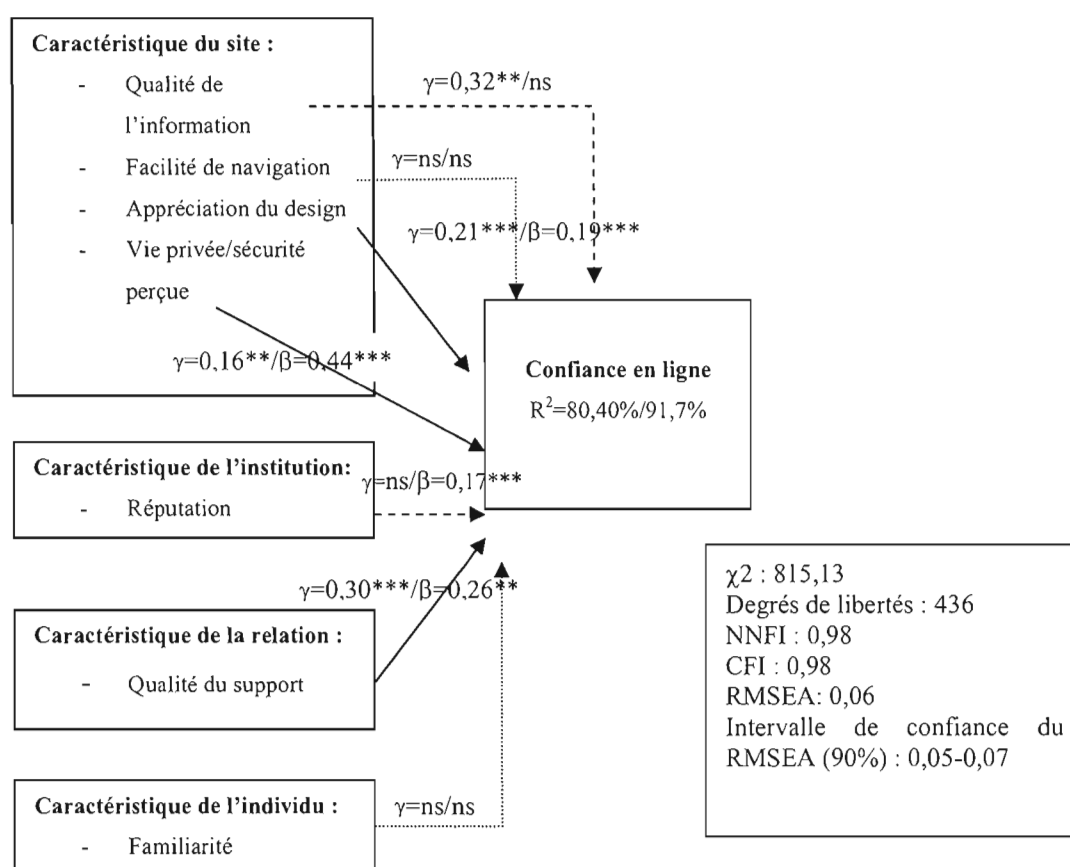 Caractéristique du site :
- Qualité de
l'information
- Facilité de navigation
- Appréciation du design
- Vie privée/sécurité
perçue
γ=0,32**/ns
γ=ns/ns
γ=0,21***/β=0,19***
γ=0,16**/β=0,44***
Confiance en ligne
R²=80,40%/91,7%
Caractéristique de l'institution:
- Réputation
γ=ns/β=0,17***
γ=0,30***/β=0,26**
Caractéristique de la relation :
- Qualité du support
Caractéristique de l'individu :
- Familiarité
γ=ns/ns
χ2 : 815,13
Degrés de libertés : 436
NNFI : 0,98
CFI : 0,98
RMSEA: 0,06
Intervalle de confiance du
RMSEA (90%) : 0,05-0,07